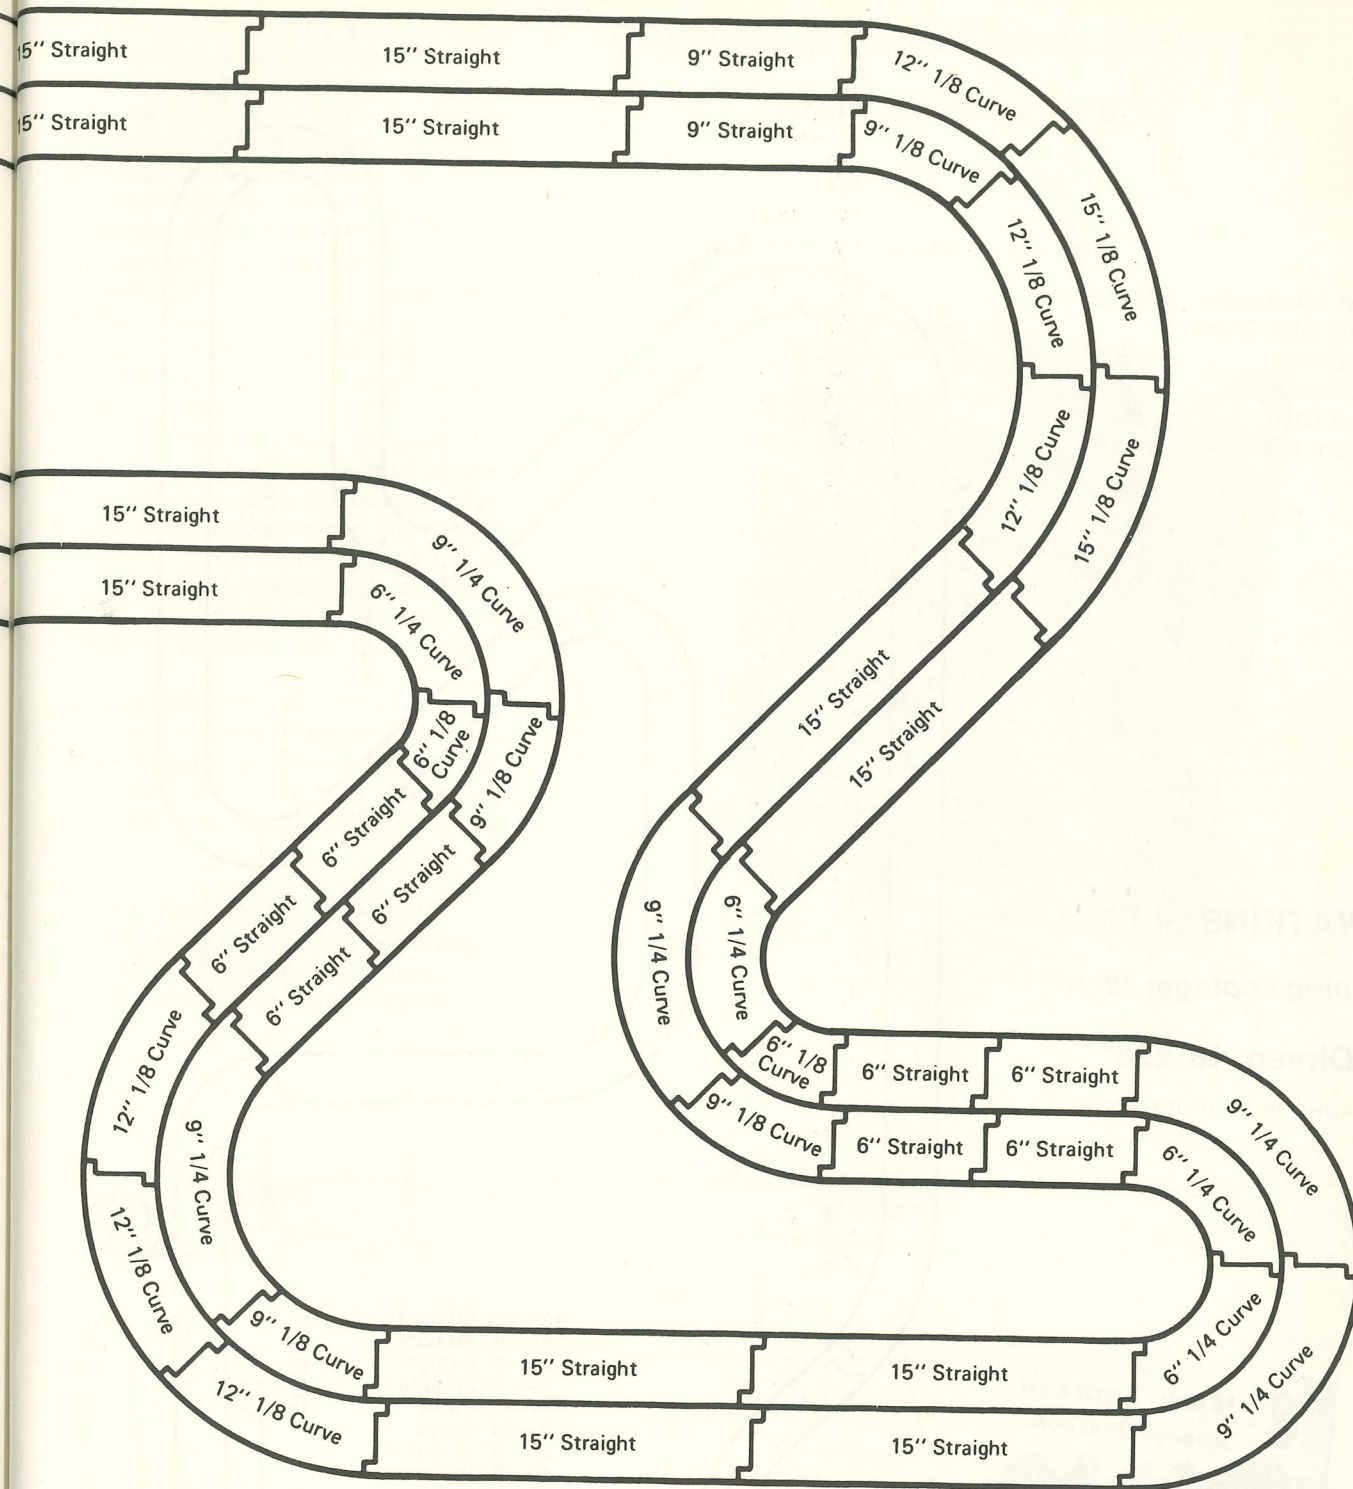 15" Straight
15" Straight
9" Straight
12" 1/8 Curve
15" Straight
15" Straight
9" Straight
9" 1/8 Curve
15" 1/8 Curve
12" 1/8 Curve
12" 1/8 Curve
15" 1/8 Curve
15" Straight
9" 1/4 Curve
15" Straight
6" 1/4 Curve
15" Straight
15" Straight
6" 1/8
Curve
9" 1/8 Curve
6" Straight
6" Straight
6" Straight
6" Straight
9" 1/4 Curve
6" 1/4 Curve
12" 1/8 Curve
9" 1/4 Curve
6" 1/8
Curve
6" Straight
6" Straight
9" 1/4 Curve
9" 1/8 Curve
6" Straight
6" Straight
6" 1/4 Curve
12" 1/8 Curve
9" 1/8 Curve
15" Straight
15" Straight
6" 1/4 Curve
12" 1/8 Curve
15" Straight
15" Straight
9" 1/4 Curve
WATKINS GLEN